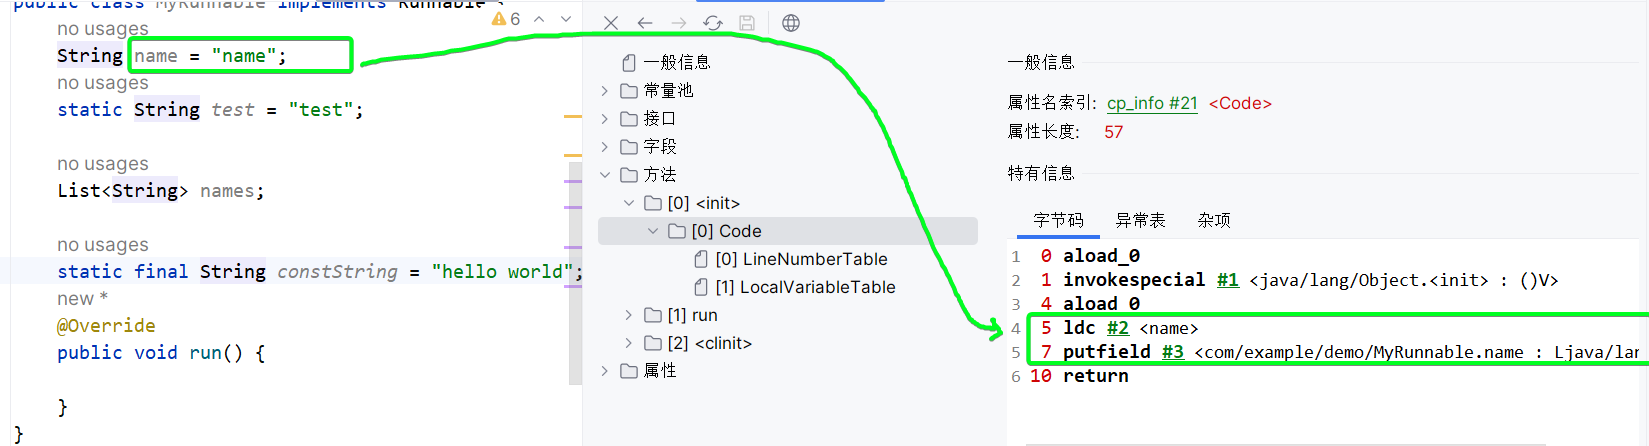 public class MyRunnable implements Runnable {
no usages
String name = "name";
no usages
static String test = "test";
no usages
List<String> names;
no usages
static final String constString = "hello world";
new *
@Override
public void run() {
}
}
6
一般信息
常量池
接口
字段
方法
[0] <init>
[0] Code
[0] LineNumberTable
[1] LocalVariableTable
[1] run
[2] <clinit>
属性
一般信息
属性名索引: cp_info #21 <Code>
属性长度: 57
特有信息
字节码 异常表 杂项
1 0 aload_0
2 1 invokespecial #1 <java/lang/Object.<init> : ()V>
3 4 aload_0
4 5 ldc #2 <name>
5 7 putfield #3 <com/example/demo/MyRunnable.name : Ljava/lan
6 10 return